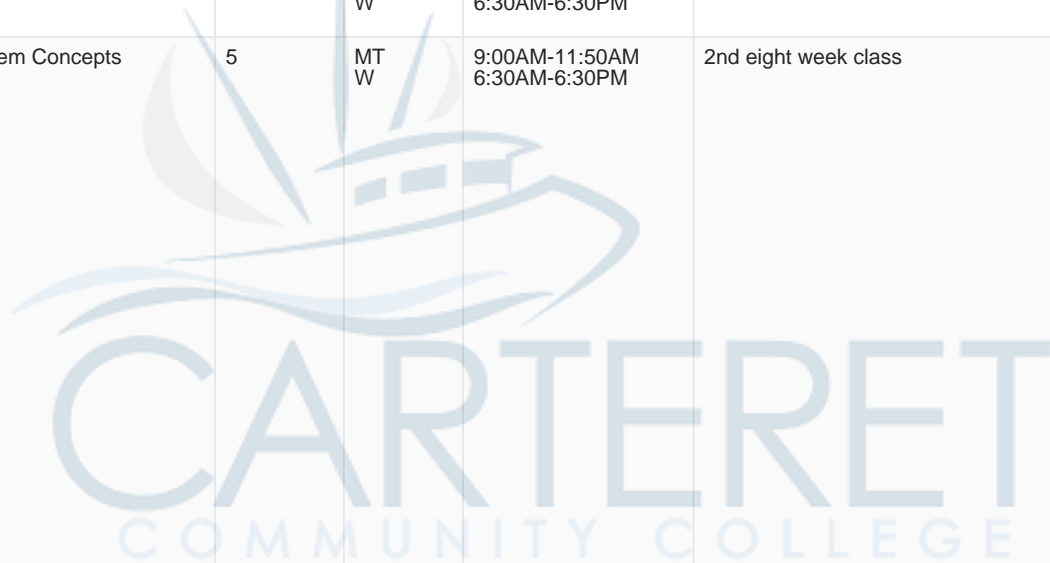 W 6:30AM-6:30PM
em Concepts 5 MT 9:00AM-11:50AM 2nd eight week class
W 6:30AM-6:30PM
CARTERET
COMMUNITY COLLEGE